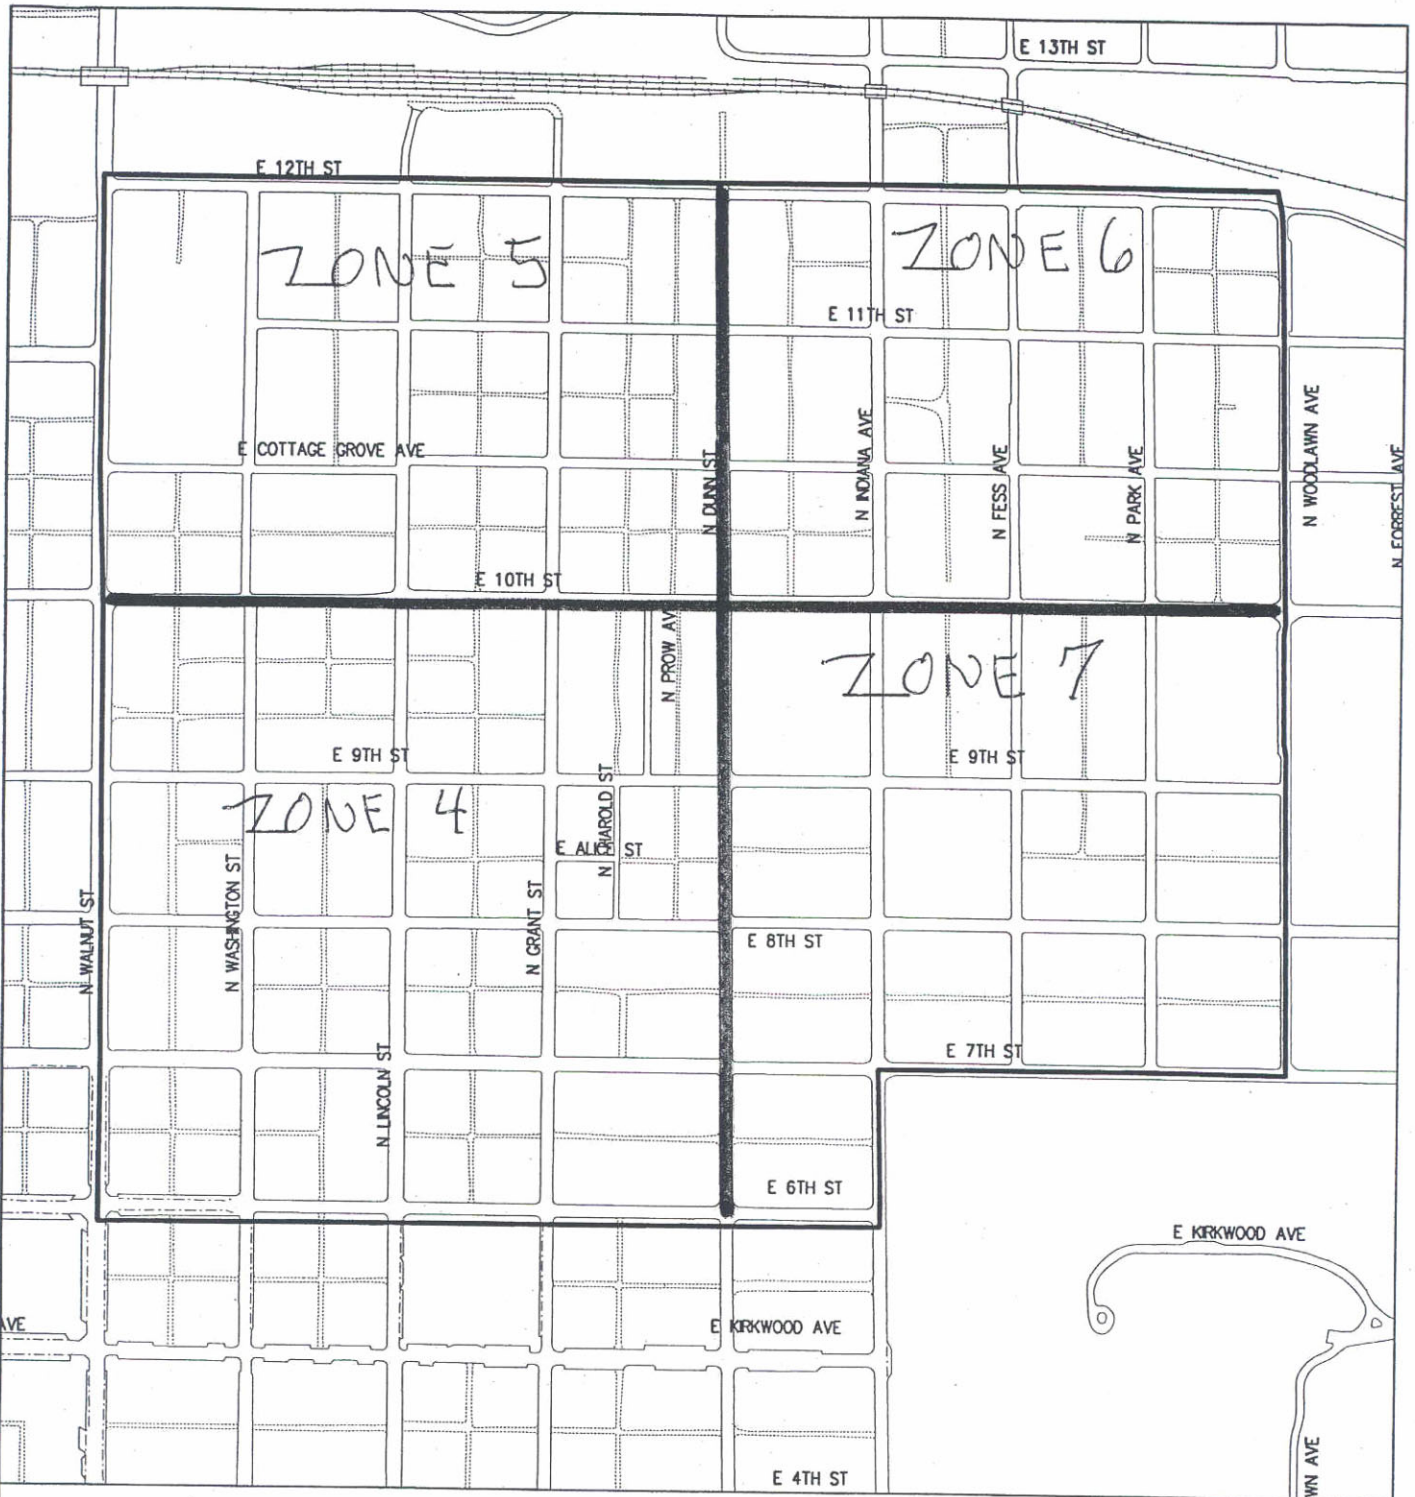 E 13TH ST
E 12TH ST
ZONE 5
ZONE 6
E 11TH ST
E COTTAGE GROVE AVE
N DUNN ST
N INDIANA AVE
N FESS AVE
N PARK AVE
N WOODLAWN AVE
N FORREST AVE
E 10TH ST
N PROW AV
ZONE 7
E 9TH ST
E 9TH ST
ZONE 4
N HAROLD ST
E ALICE ST
N WALNUT ST
N WASHINGTON ST
N GRANT ST
E 8TH ST
N LINCOLN ST
E 7TH ST
E 6TH ST
E KIRKWOOD AVE
AVE
E KIRKWOOD AVE
E 4TH ST
WN AVE